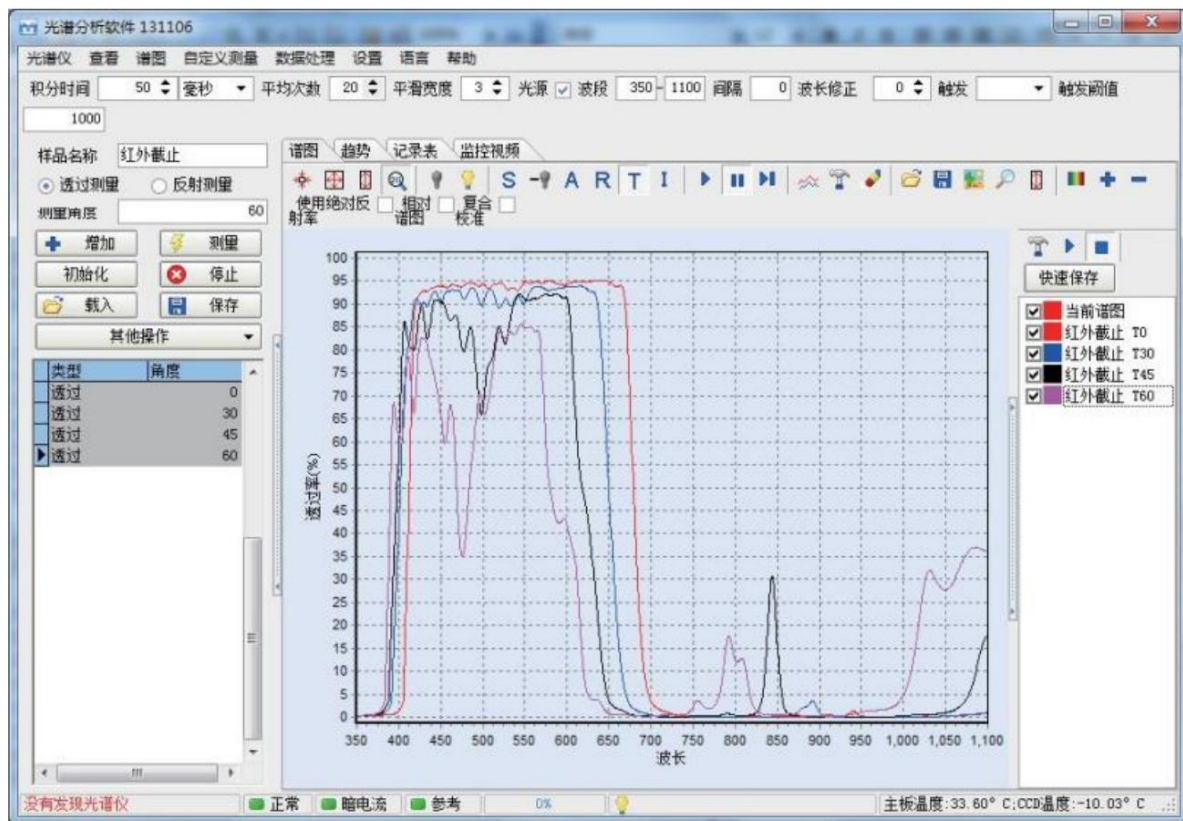 光谱分析软件 131106
光谱仪 查看 谱图 自定义测量 数据处理 设置 语言 帮助
积分时间 50 毫秒 平均次数 20 平滑宽度 3 光源 波段 350 - 1100 间隔 0 波长修正 0 触发 触发阈值
1000
样品名称 红外截止
透过测量 反射测量
测量角度 60
增加 测量
初始化 停止
载入 保存
其他操作
类型 角度
透过 0
透过 30
透过 45
透过 60
谱图 趋势 记录表 监控视频
S A R T I
使用绝对反射率 相对谱图 复合校准
透过率(%)
100
95
90
85
80
75
70
65
60
55
50
45
40
35
30
25
20
15
10
5
0
350 400 450 500 550 600 650 700 750 800 850 900 950 1,000 1,050 1,100
波长
快速保存
当前谱图
红外截止 T0
红外截止 T30
红外截止 T45
红外截止 T60
没有发现光谱仪 正常 暗电流 参考 0% 主板温度:33.60° C;CCD温度:-10.03° C